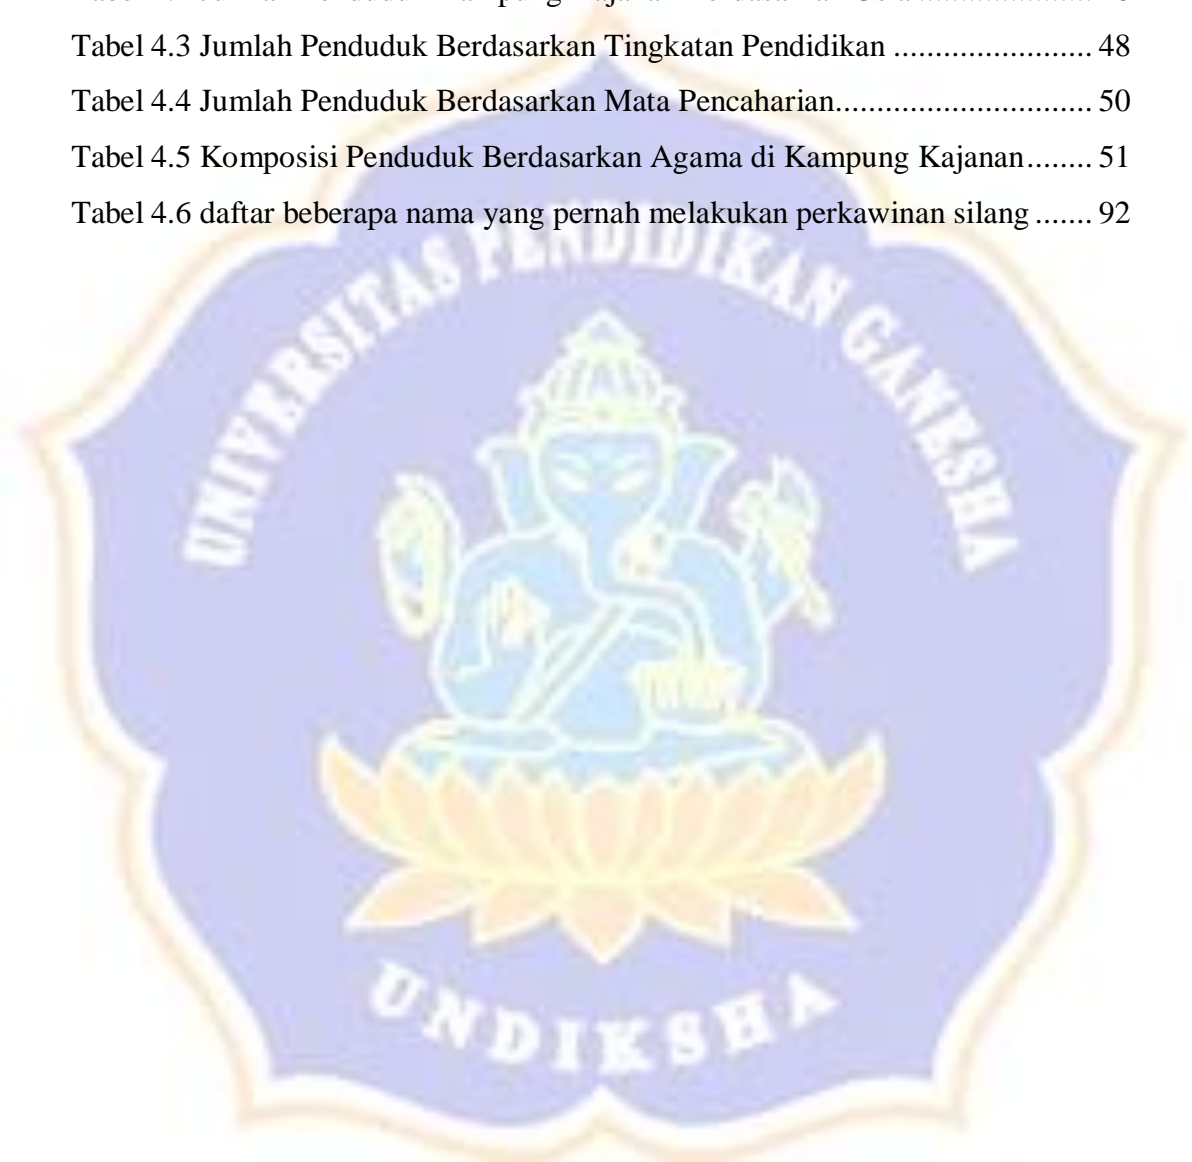 Tabel 4.3 Jumlah Penduduk Berdasarkan Tingkatan Pendidikan ........................ 48
Tabel 4.4 Jumlah Penduduk Berdasarkan Mata Pencaharian............................... 50
Tabel 4.5 Komposisi Penduduk Berdasarkan Agama di Kampung Kajanan........ 51
Tabel 4.6 daftar beberapa nama yang pernah melakukan perkawinan silang ....... 92
UNIVERSITAS PENDIDIKAN GANESHA
UNDIKSHA